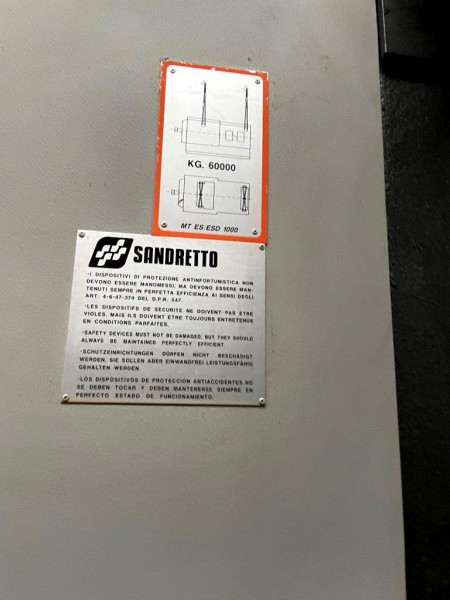 KG. 60000
MT ES/ESD 1000
SANDRETTO
-I DISPOSITIVI DI PROTEZIONE ANTINFORTUNISTICA NON
DEVONO ESSERE MANOMESSI, MA DEVONO ESSERE MAN-
TENUTI SEMPRE IN PERFETTA EFFICIENZA AI SENSI DEGLI
ART. 4-6-47-374 DEL D.P.R. 547.
-LES DISPOSITIFS DE SECURITE NE DOIVENT PAS ETRE
VIOLES, MAIS ILS DOIVENT ETRE TOUJOURS ENTRETENUS
EN CONDITIONS PARFAITES.
-SAFETY DEVICES MUST NOT BE DAMAGED, BUT THEY SHOULD
ALWAYS BE MAINTAINED PERFECTLY EFFICIENT.
-SCHUTZEINRICHTUNGEN DÜRFEN NICHT BESCHÄDIGT
WERDEN, SIE SOLLEN ABER EINWANDFREI LEISTUNGSFÄHIG
GEHALTEN WERDEN.
-LOS DISPOSITIVOS DE PROTECCION ANTIACCIDENTES NO
SE DEBEN TOCAR Y DEBEN MANTENERSE SIEMPRE EN
PERFECTO ESTADO DE FUNCIONAMIENTO.